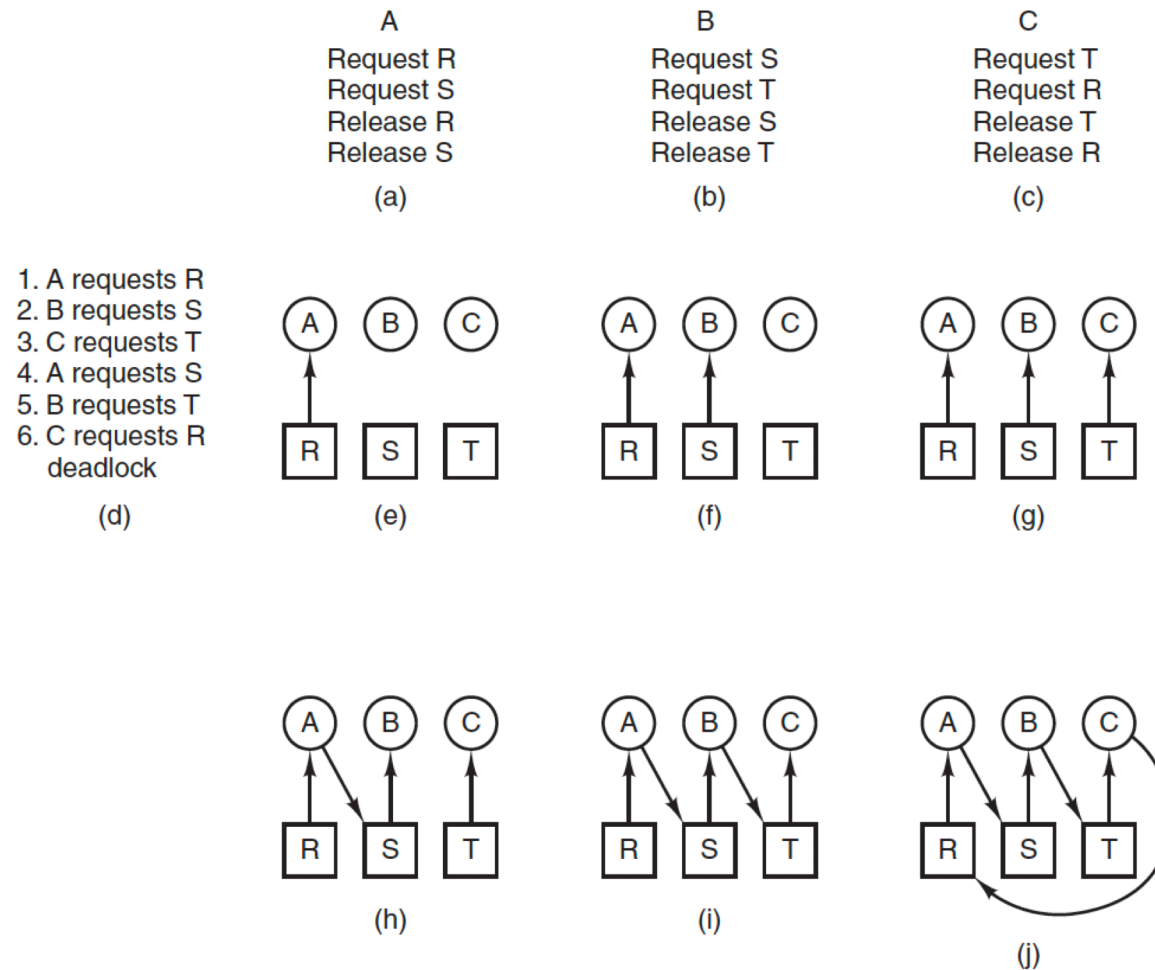 A
Request R
Request S
Release R
Release S
(a)
B
Request S
Request T
Release S
Release T
(b)
C
Request T
Request R
Release T
Release R
(c)
1. A requests R
2. B requests S
3. C requests T
4. A requests S
5. B requests T
6. C requests R
deadlock
(d)
A B C
R S T
(e)
A B C
R S T
(f)
A B C
R S T
(g)
A B C
R S T
(h)
A B C
R S T
(i)
A B C
R S T
(j)